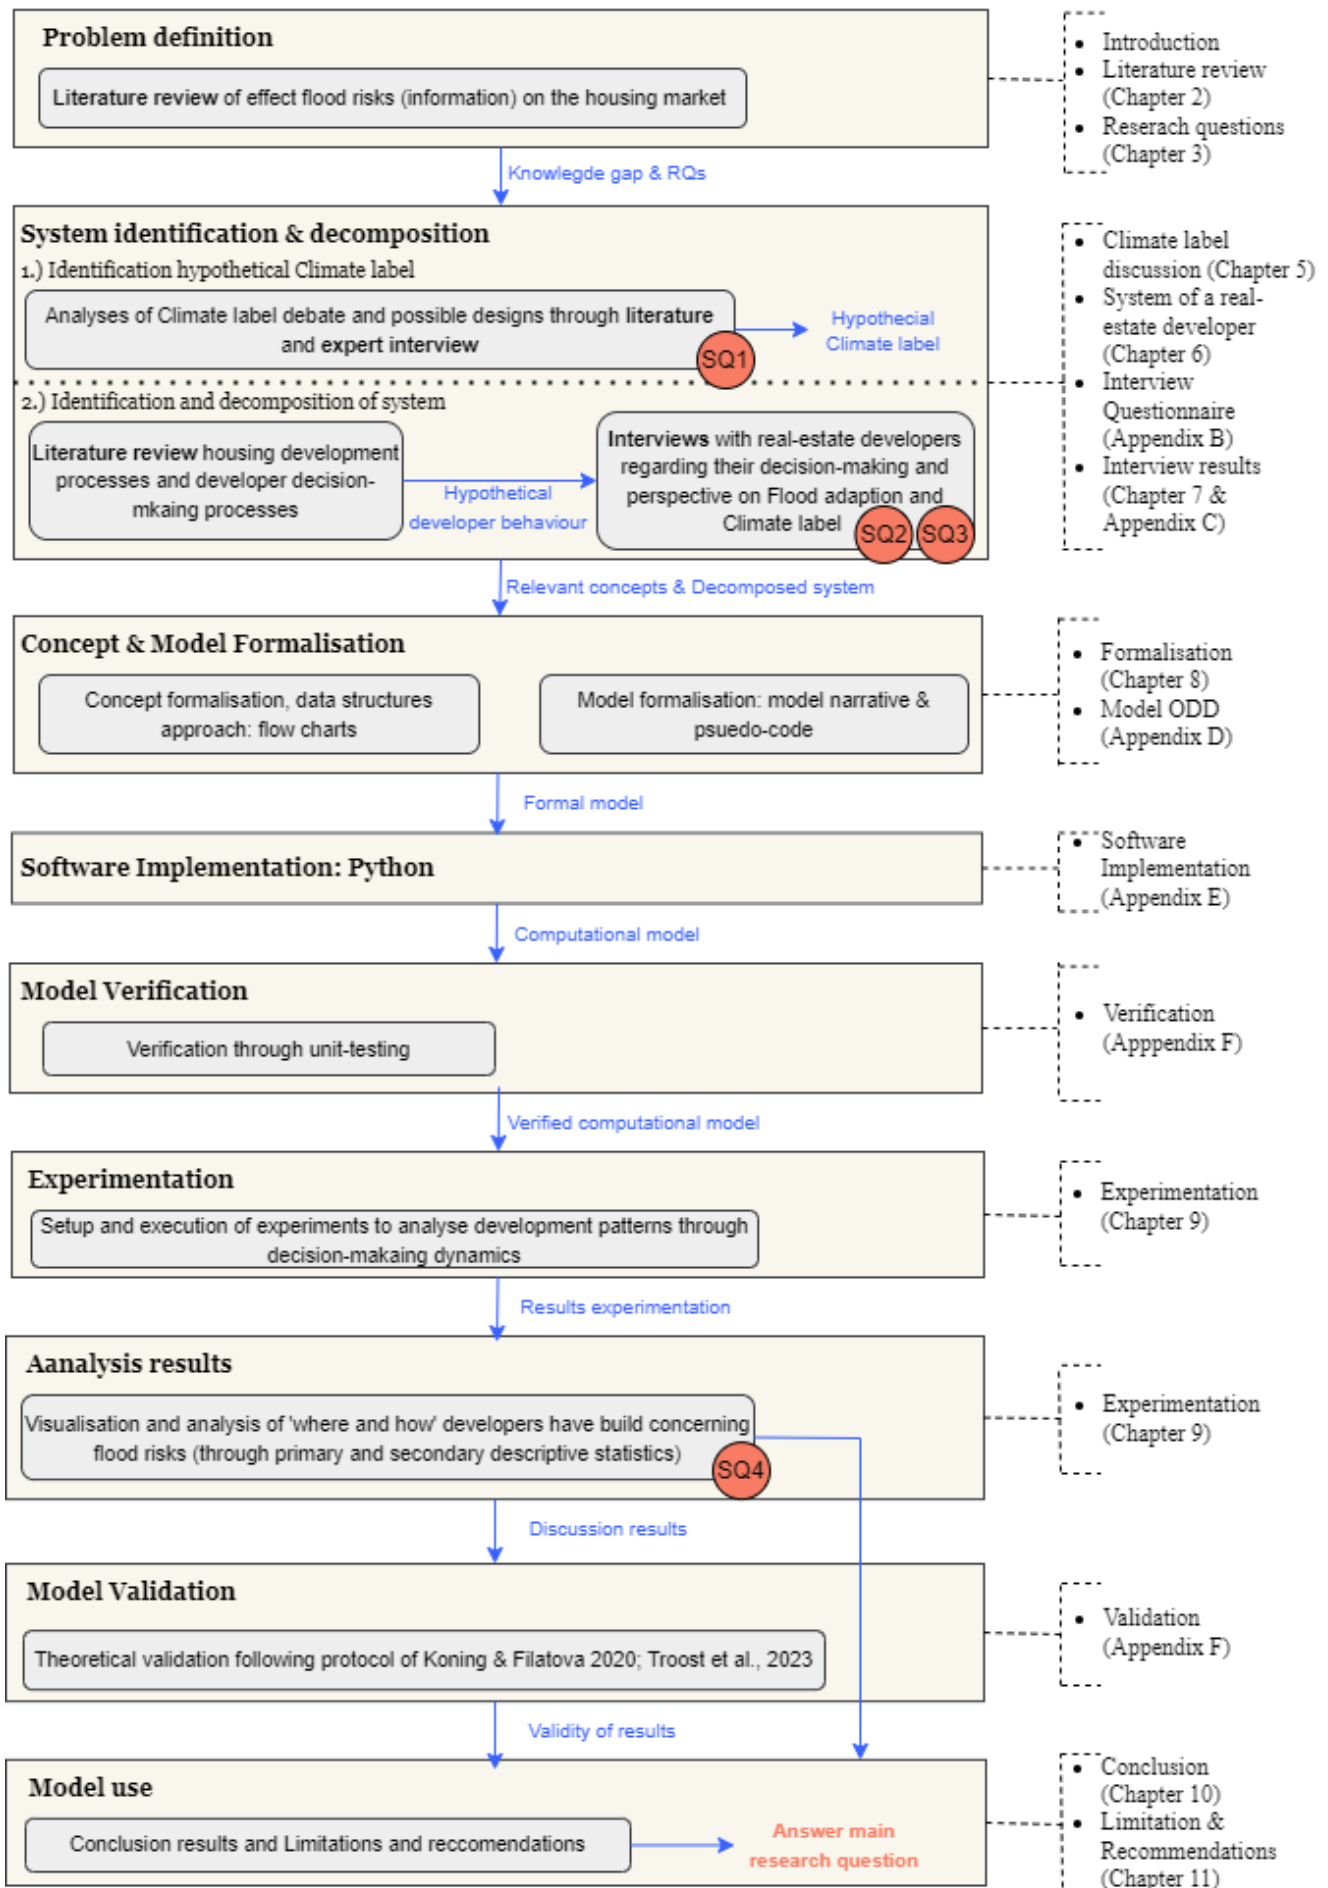 Problem definition
Literature review of effect flood risks (information) on the housing market
Introduction
Literature review
(Chapter 2)
Reserach questions
(Chapter 3)
Knowlegde gap & RQs
System identification & decomposition
1.) Identification hypothetical Climate label
Analyses of Climate label debate and possible designs through literature
and expert interview
SQ1
Hypothecial
Climate label
2.) Identification and decomposition of system
Literature review housing development
processes and developer decision-
mkaing processes
Hypothetical
developer behaviour
Interviews with real-estate developers
regarding their decision-making and
perspective on Flood adaption and
Climate label
SQ2
SQ3
Climate label
discussion (Chapter 5)
System of a real-
estate developer
(Chapter 6)
Interview
Questionnaire
(Appendix B)
Interview results
(Chapter 7 &
Appendix C)
Relevant concepts & Decomposed system
Concept & Model Formalisation
Concept formalisation, data structures
approach: flow charts
Model formalisation: model narrative &
psuedo-code
Formalisation
(Chapter 8)
Model ODD
(Appendix D)
Formal model
Software Implementation: Python
Software
Implementation
(Appendix E)
Computational model
Model Verification
Verification through unit-testing
Verification
(Apppendix F)
Verified computational model
Experimentation
Setup and execution of experiments to analyse development patterns through
decision-makaing dynamics
Experimentation
(Chapter 9)
Results experimentation
Aanalysis results
Visualisation and analysis of 'where and how' developers have build concerning
flood risks (through primary and secondary descriptive statistics)
SQ4
Experimentation
(Chapter 9)
Discussion results
Model Validation
Theoretical validation following protocol of Koning & Filatova 2020; Troost et al., 2023
Validation
(Appendix F)
Validity of results
Model use
Conclusion results and Limitations and reccomendations
Answer main
research question
Conclusion
(Chapter 10)
Limitation &
Recommendations
(Chapter 11)